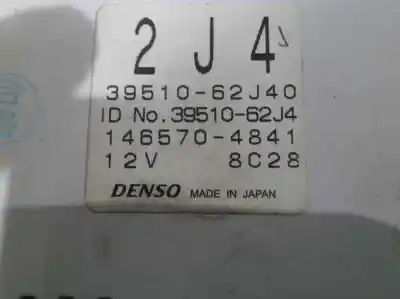 2 J 4
39510-62J40
ID No.39510-62J4
146570-4841
12V 8C28
DENSO MADE IN JAPAN